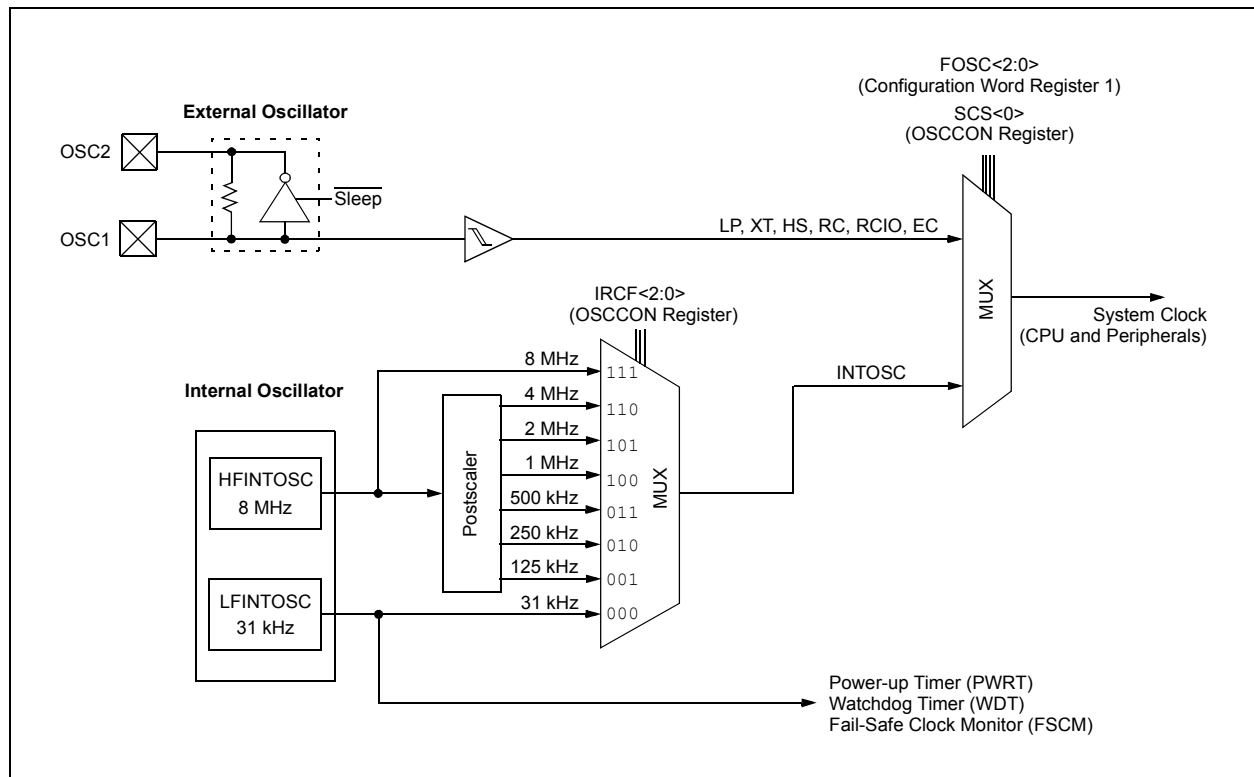 FOSC<2:0>
(Configuration Word Register 1)
SCS<0>
(OSCCON Register)
External Oscillator
OSC2
Sleep
OSC1
LP, XT, HS, RC, RCIO, EC
MUX
System Clock
(CPU and Peripherals)
IRCF<2:0>
(OSCCON Register)
INTOSC
Internal Oscillator
HFINTOSC
8 MHz
LFINTOSC
31 kHz
Postscaler
8 MHz
4 MHz
2 MHz
1 MHz
500 kHz
250 kHz
125 kHz
31 kHz
111
110
101
100
011
010
001
000
MUX
Power-up Timer (PWRT)
Watchdog Timer (WDT)
Fail-Safe Clock Monitor (FSCM)